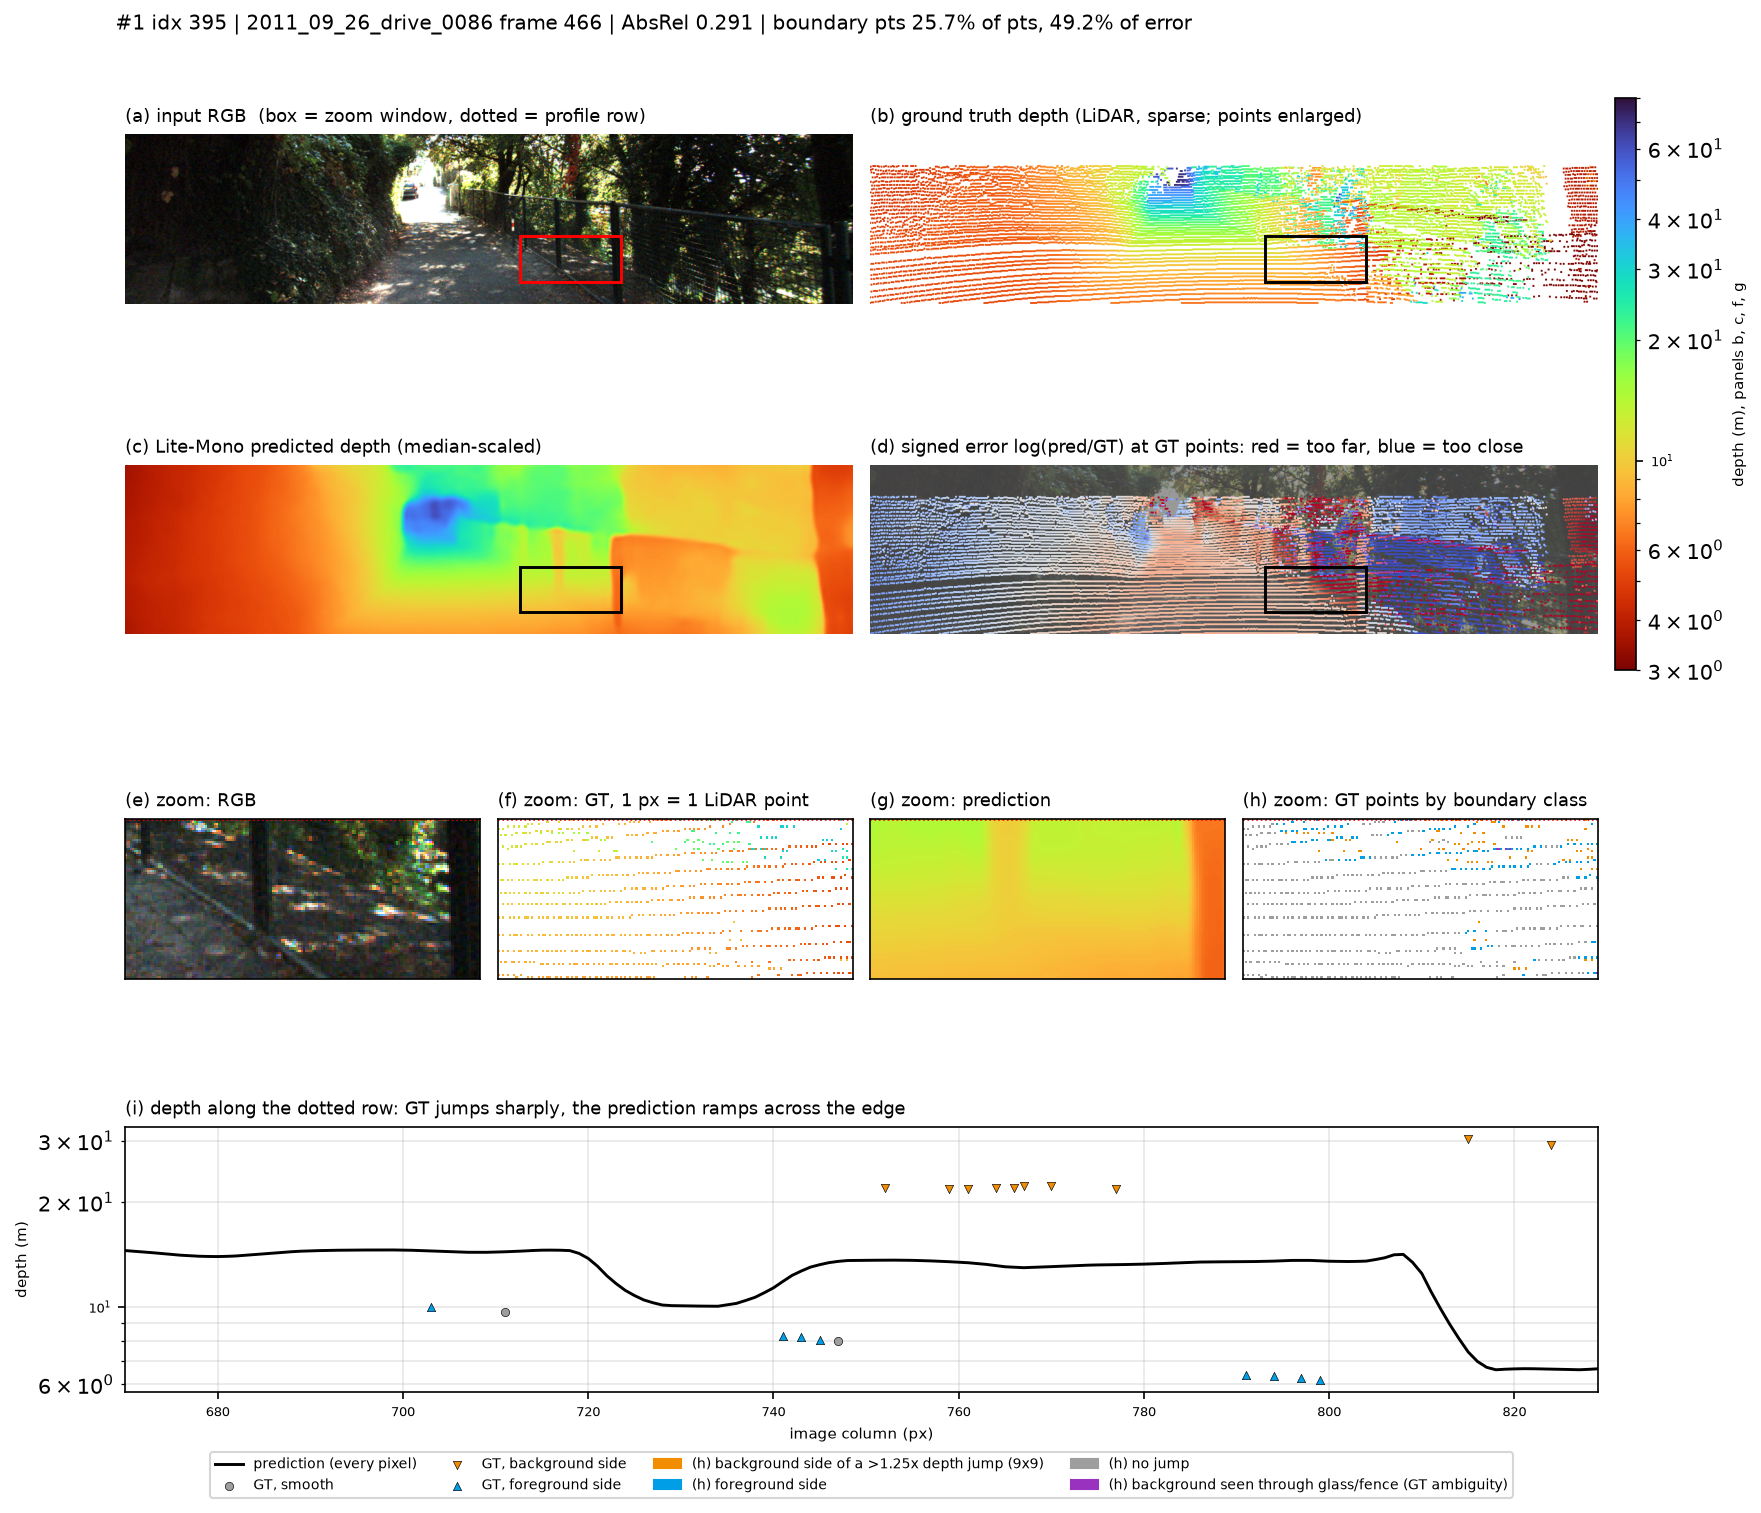 #1 idx 395 | 2011_09_26_drive_0086 frame 466 | AbsRel 0.291 | boundary pts 25.7% of pts, 49.2% of error
(a) input RGB  (box = zoom window, dotted = profile row)
(b) ground truth depth (LiDAR, sparse; points enlarged)
6 × 10¹
4 × 10¹
3 × 10¹
2 × 10¹
10¹
6 × 10⁰
4 × 10⁰
3 × 10⁰
depth (m), panels b, c, f, g
(c) Lite-Mono predicted depth (median-scaled)
(d) signed error log(pred/GT) at GT points: red = too far, blue = too close
(e) zoom: RGB
(f) zoom: GT, 1 px = 1 LiDAR point
(g) zoom: prediction
(h) zoom: GT points by boundary class
(i) depth along the dotted row: GT jumps sharply, the prediction ramps across the edge
3 × 10¹
2 × 10¹
10¹
6 × 10⁰
depth (m)
680 700 720 740 760 780 800 820
image column (px)
prediction (every pixel)
GT, smooth
GT, background side
GT, foreground side
(h) background side of a >1.25x depth jump (9x9)
(h) foreground side
(h) no jump
(h) background seen through glass/fence (GT ambiguity)